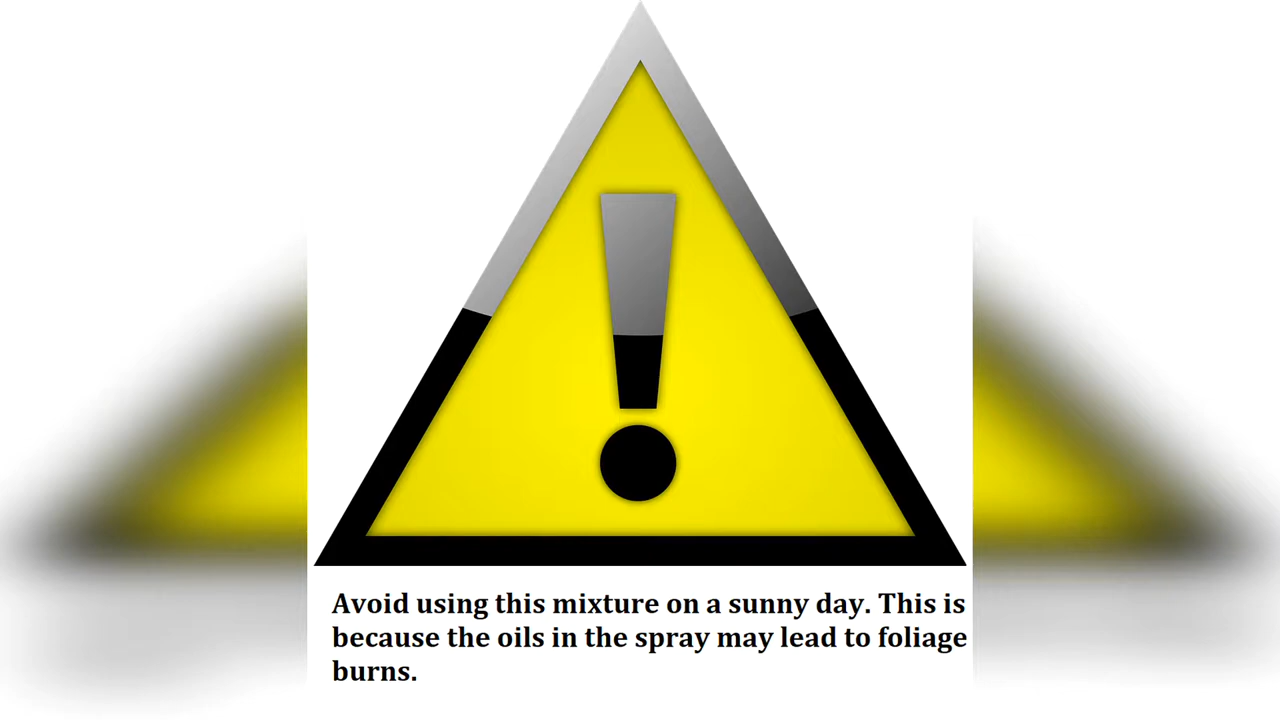 Avoid using this mixture on a sunny day. This is
because the oils in the spray may lead to foliage
burns.